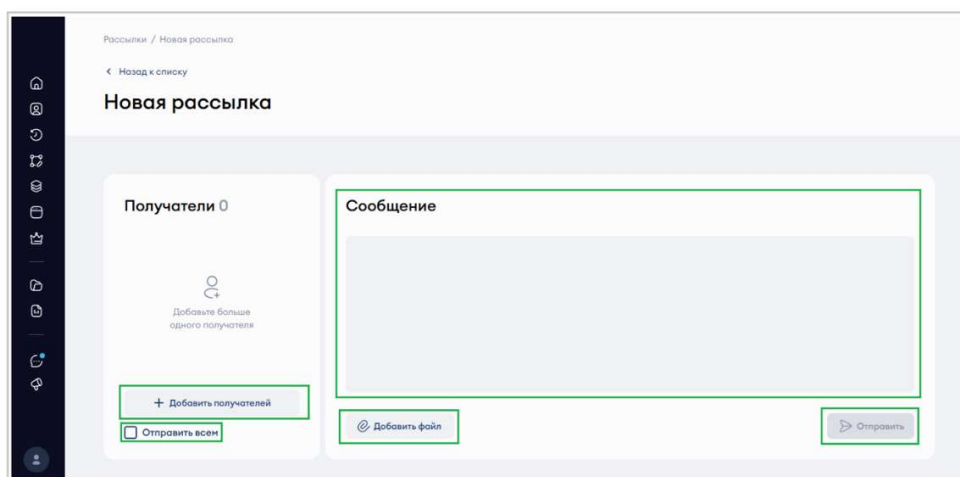 Рассылки / Новая рассылка
Назад к списку
Новая рассылка
Получатели 0
Добавьте больше
одного получателя
+ Добавить получателей
Отправить всем
Сообщение
Добавить файл
Отправить